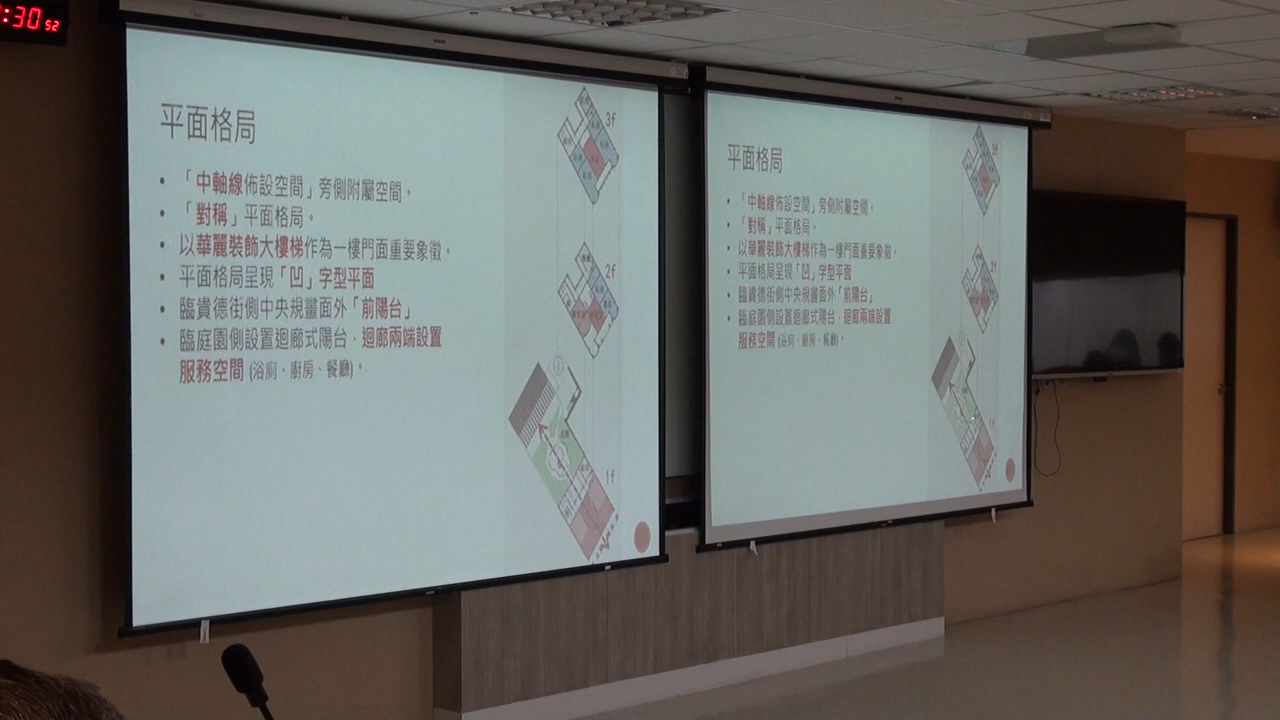 :30 52
平面格局
• 「中軸線佈設空間」旁側附屬空間。
• 「對稱」平面格局。
• 以華麗裝飾大樓梯作為一樓門面重要象徵。
• 平面格局呈現「凹」字型平面
• 臨貴德街側中央規畫面外「前陽台」
• 臨庭園側設置迴廊式陽台，迴廊兩端設置
服務空間 (浴廁、廚房、餐廳)。
3f
2f
1f
平面格局
• 「中軸線佈設空間」旁側附屬空間。
• 「對稱」平面格局。
• 以華麗裝飾大樓梯作為一樓門面重要象徵。
• 平面格局呈現「凹」字型平面
• 臨貴德街側中央規畫面外「前陽台」
• 臨庭園側設置迴廊式陽台，迴廊兩端設置
服務空間 (浴廁、廚房、餐廳)。
3f
2f
1f